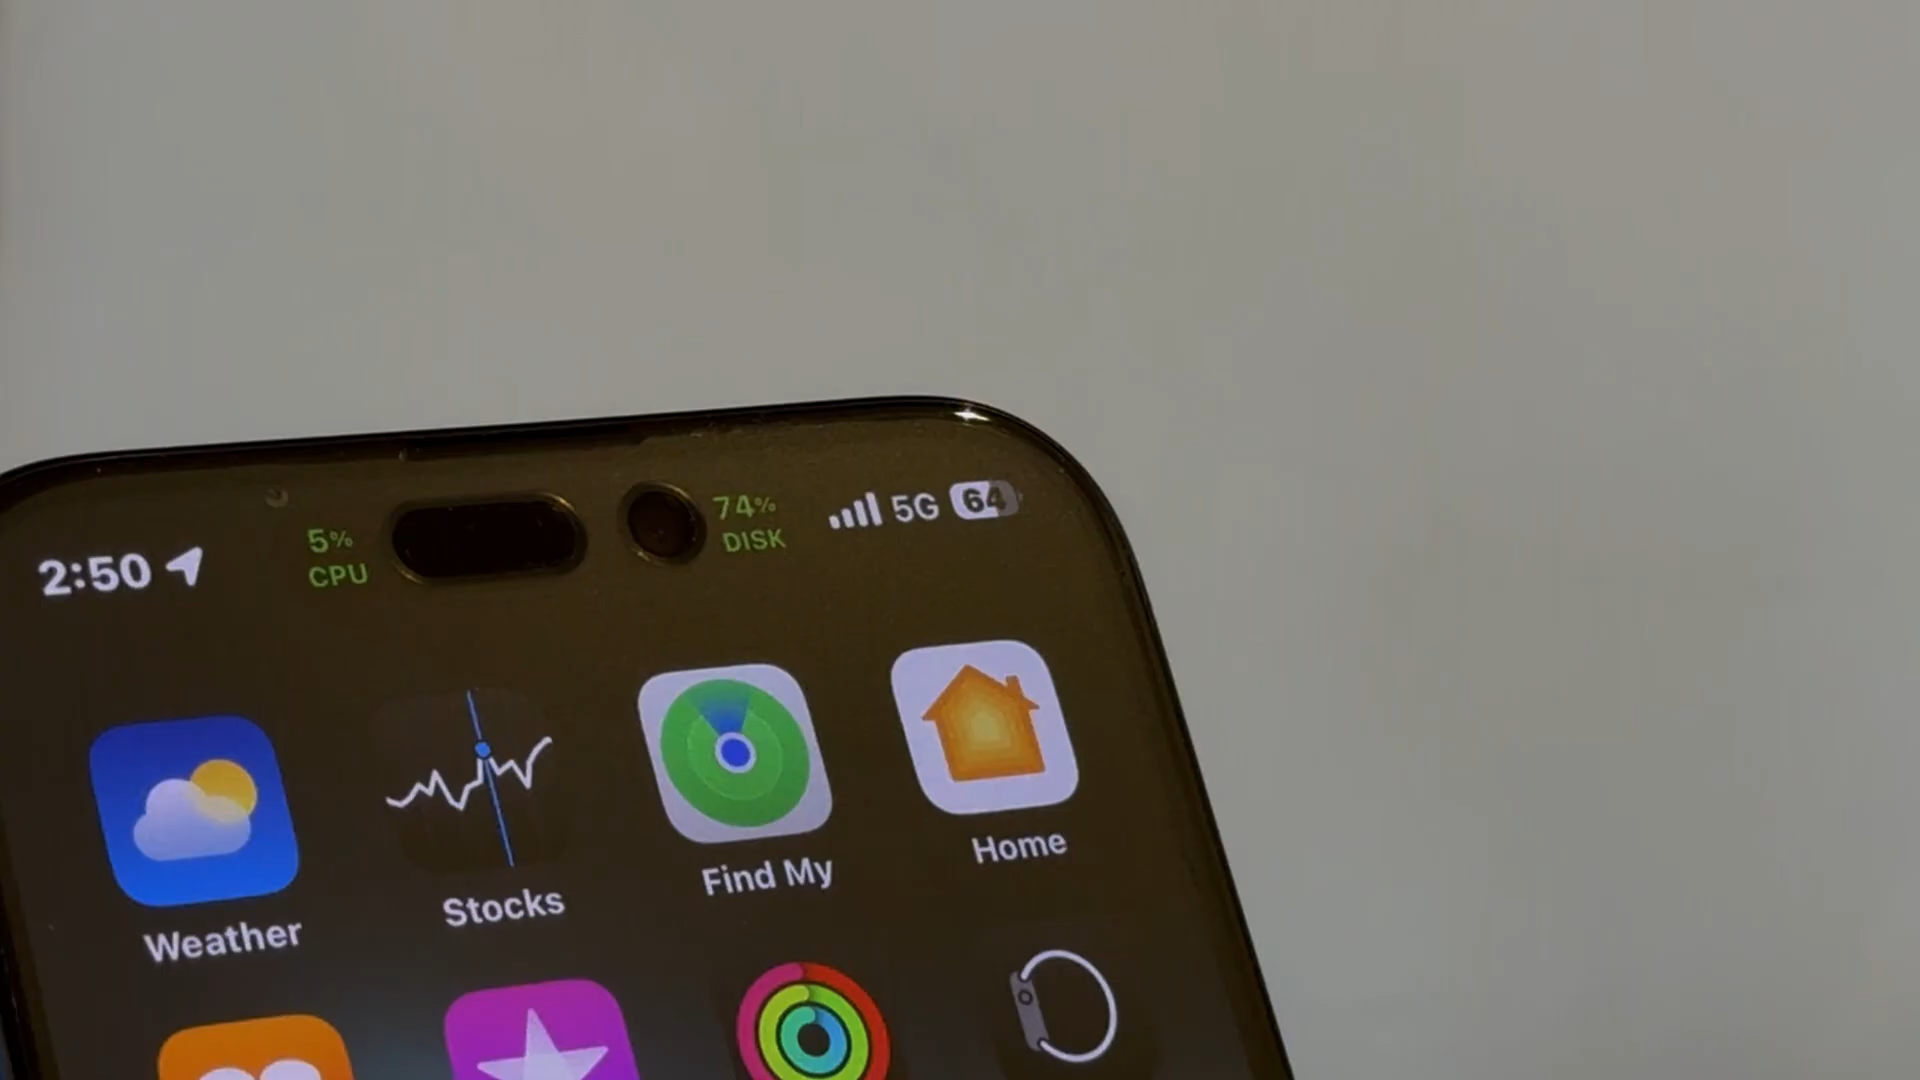 2:50
5%
CPU
74%
DISK
5G
64
Weather
Stocks
Find My
Home